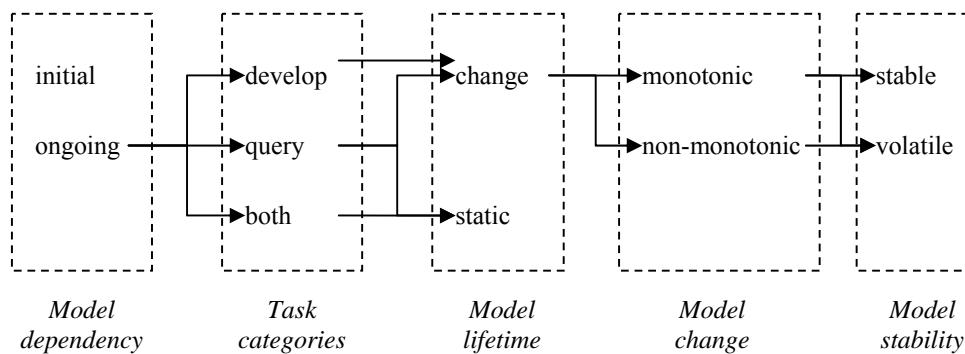 initial
develop
change
monotonic
stable
ongoing
query
non-monotonic
volatile
both
static
Model
dependency
Task
categories
Model
lifetime
Model
change
Model
stability